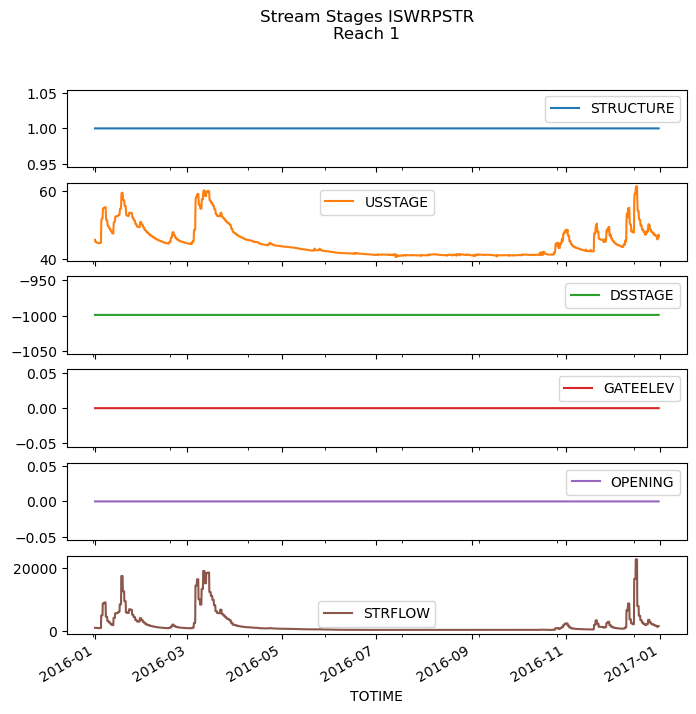 Stream Stages ISWRPSTR
Reach 1
1.05
1.00
0.95
STRUCTURE
60
40
USSTAGE
−950
−1000
−1050
DSSTAGE
0.05
0.00
−0.05
GATEELEV
0.05
0.00
−0.05
OPENING
20000
0
STRFLOW
2016-01
2016-03
2016-05
2016-07
2016-09
2016-11
2017-01
TOTIME